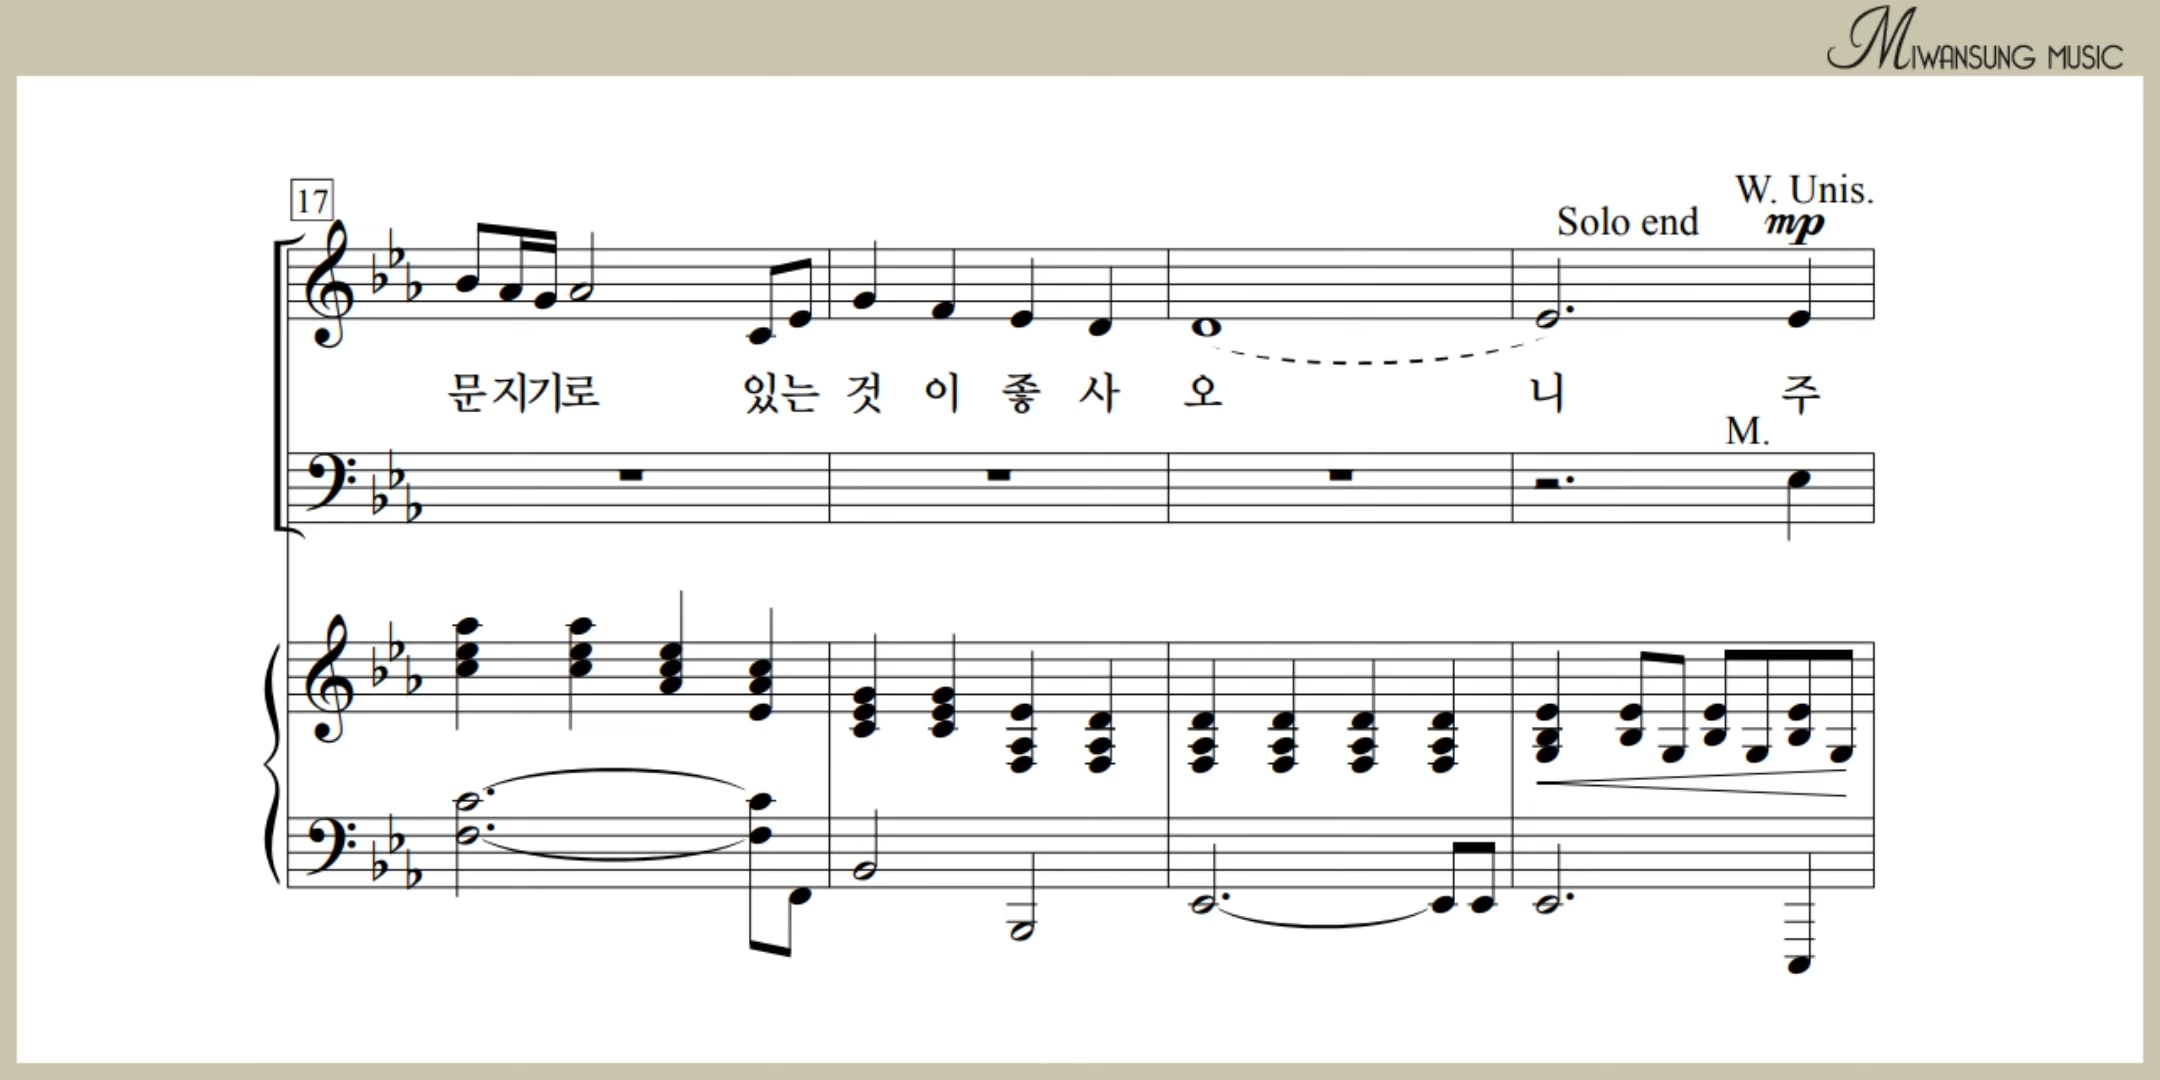 MIWANSUNG MUSIC
17
W. Unis.
Solo end
mp
문지기로 있는 것 이 좋 사 오 니 주
M.